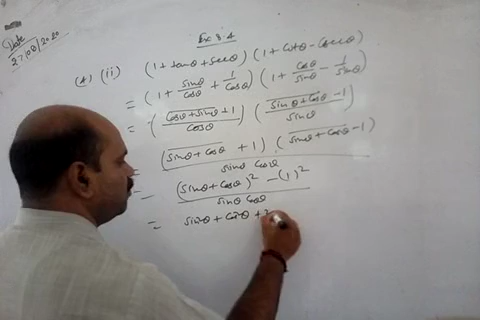 Date
27/08/2020
Ex 8.4
(4) (ii) (1 + tanθ + secθ) (1 + cotθ - cosecθ)
= (1 + sinθ/cosθ + 1/cosθ) (1 + cosθ/sinθ - 1/sinθ)
= (cosθ + sinθ + 1 / cosθ) (sinθ + cosθ - 1 / sinθ)
(sinθ + cosθ + 1) (sinθ + cosθ - 1) / sinθ cosθ
= (sinθ + cosθ)² - (1)² / sinθ cosθ
= sin²θ + cos²θ + 2